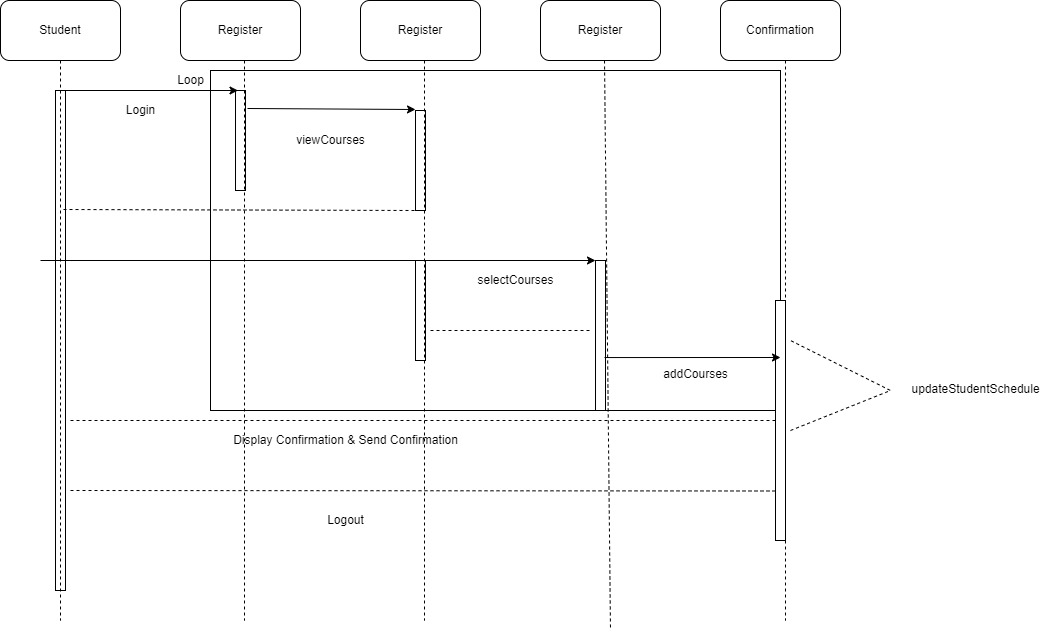 Student
Register
Register
Register
Confirmation
Loop
Login
viewCourses
selectCourses
addCourses
updateStudentSchedule
Display Confirmation & Send Confirmation
Logout